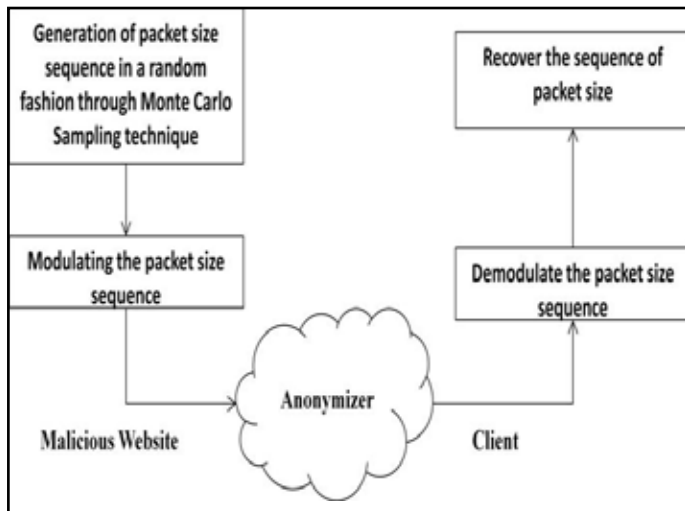 Generation of packet size
sequence in a random
fashion through Monte Carlo
Sampling technique
Modulating the packet size
sequence
Malicious Website
Anonymizer
Client
Demodulate the packet size
sequence
Recover the sequence of
packet size